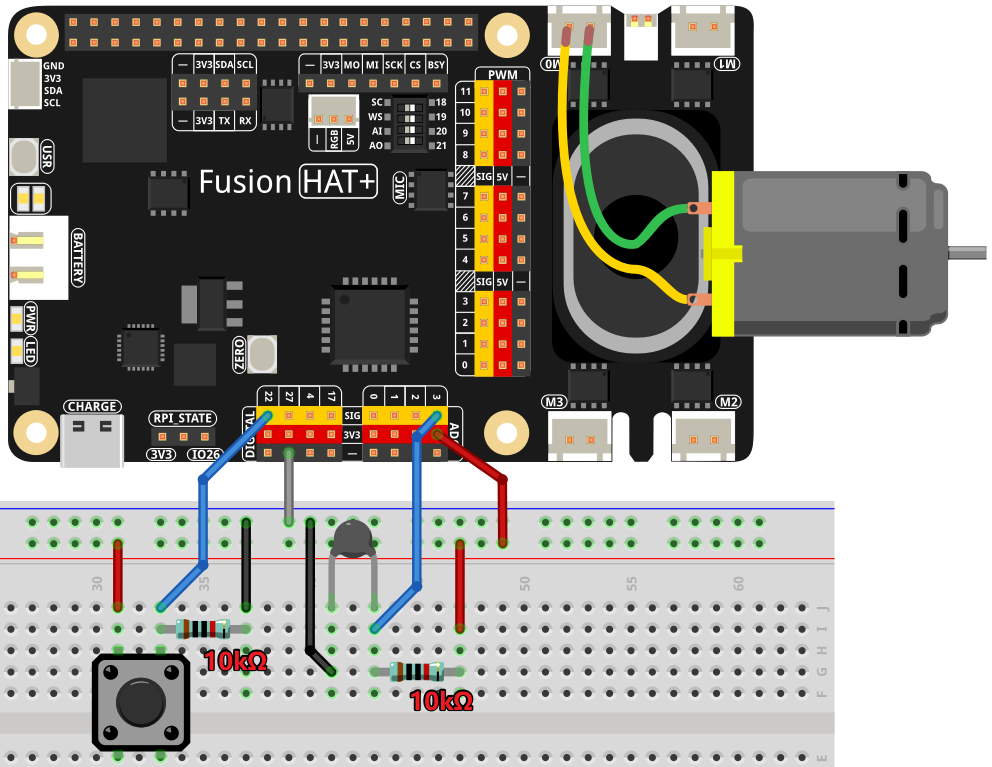 GND
3V3
SDA
SCL
— 3V3 SDA SCL
— 3V3 TX RX
— 3V3 MO MI SCK CS BSY
— RGB 5V
SC 18
WS 19
AI 20
AO 21
PWM
11
10
9
8
SIG 5V —
7
6
5
4
SIG 5V —
3
2
1
0
M0
M1
USR
Fusion HAT+
MIC
BATTERY
PWR
LED
ZERO
CHARGE
RPI_STATE
3V3 IO26
22 27 4 17
0 1 2 3
DIGITAL
SIG
3V3
—
AD
M3
M2
30 35 50 55 60
J
I
H
G
F
E
10kΩ
10kΩ